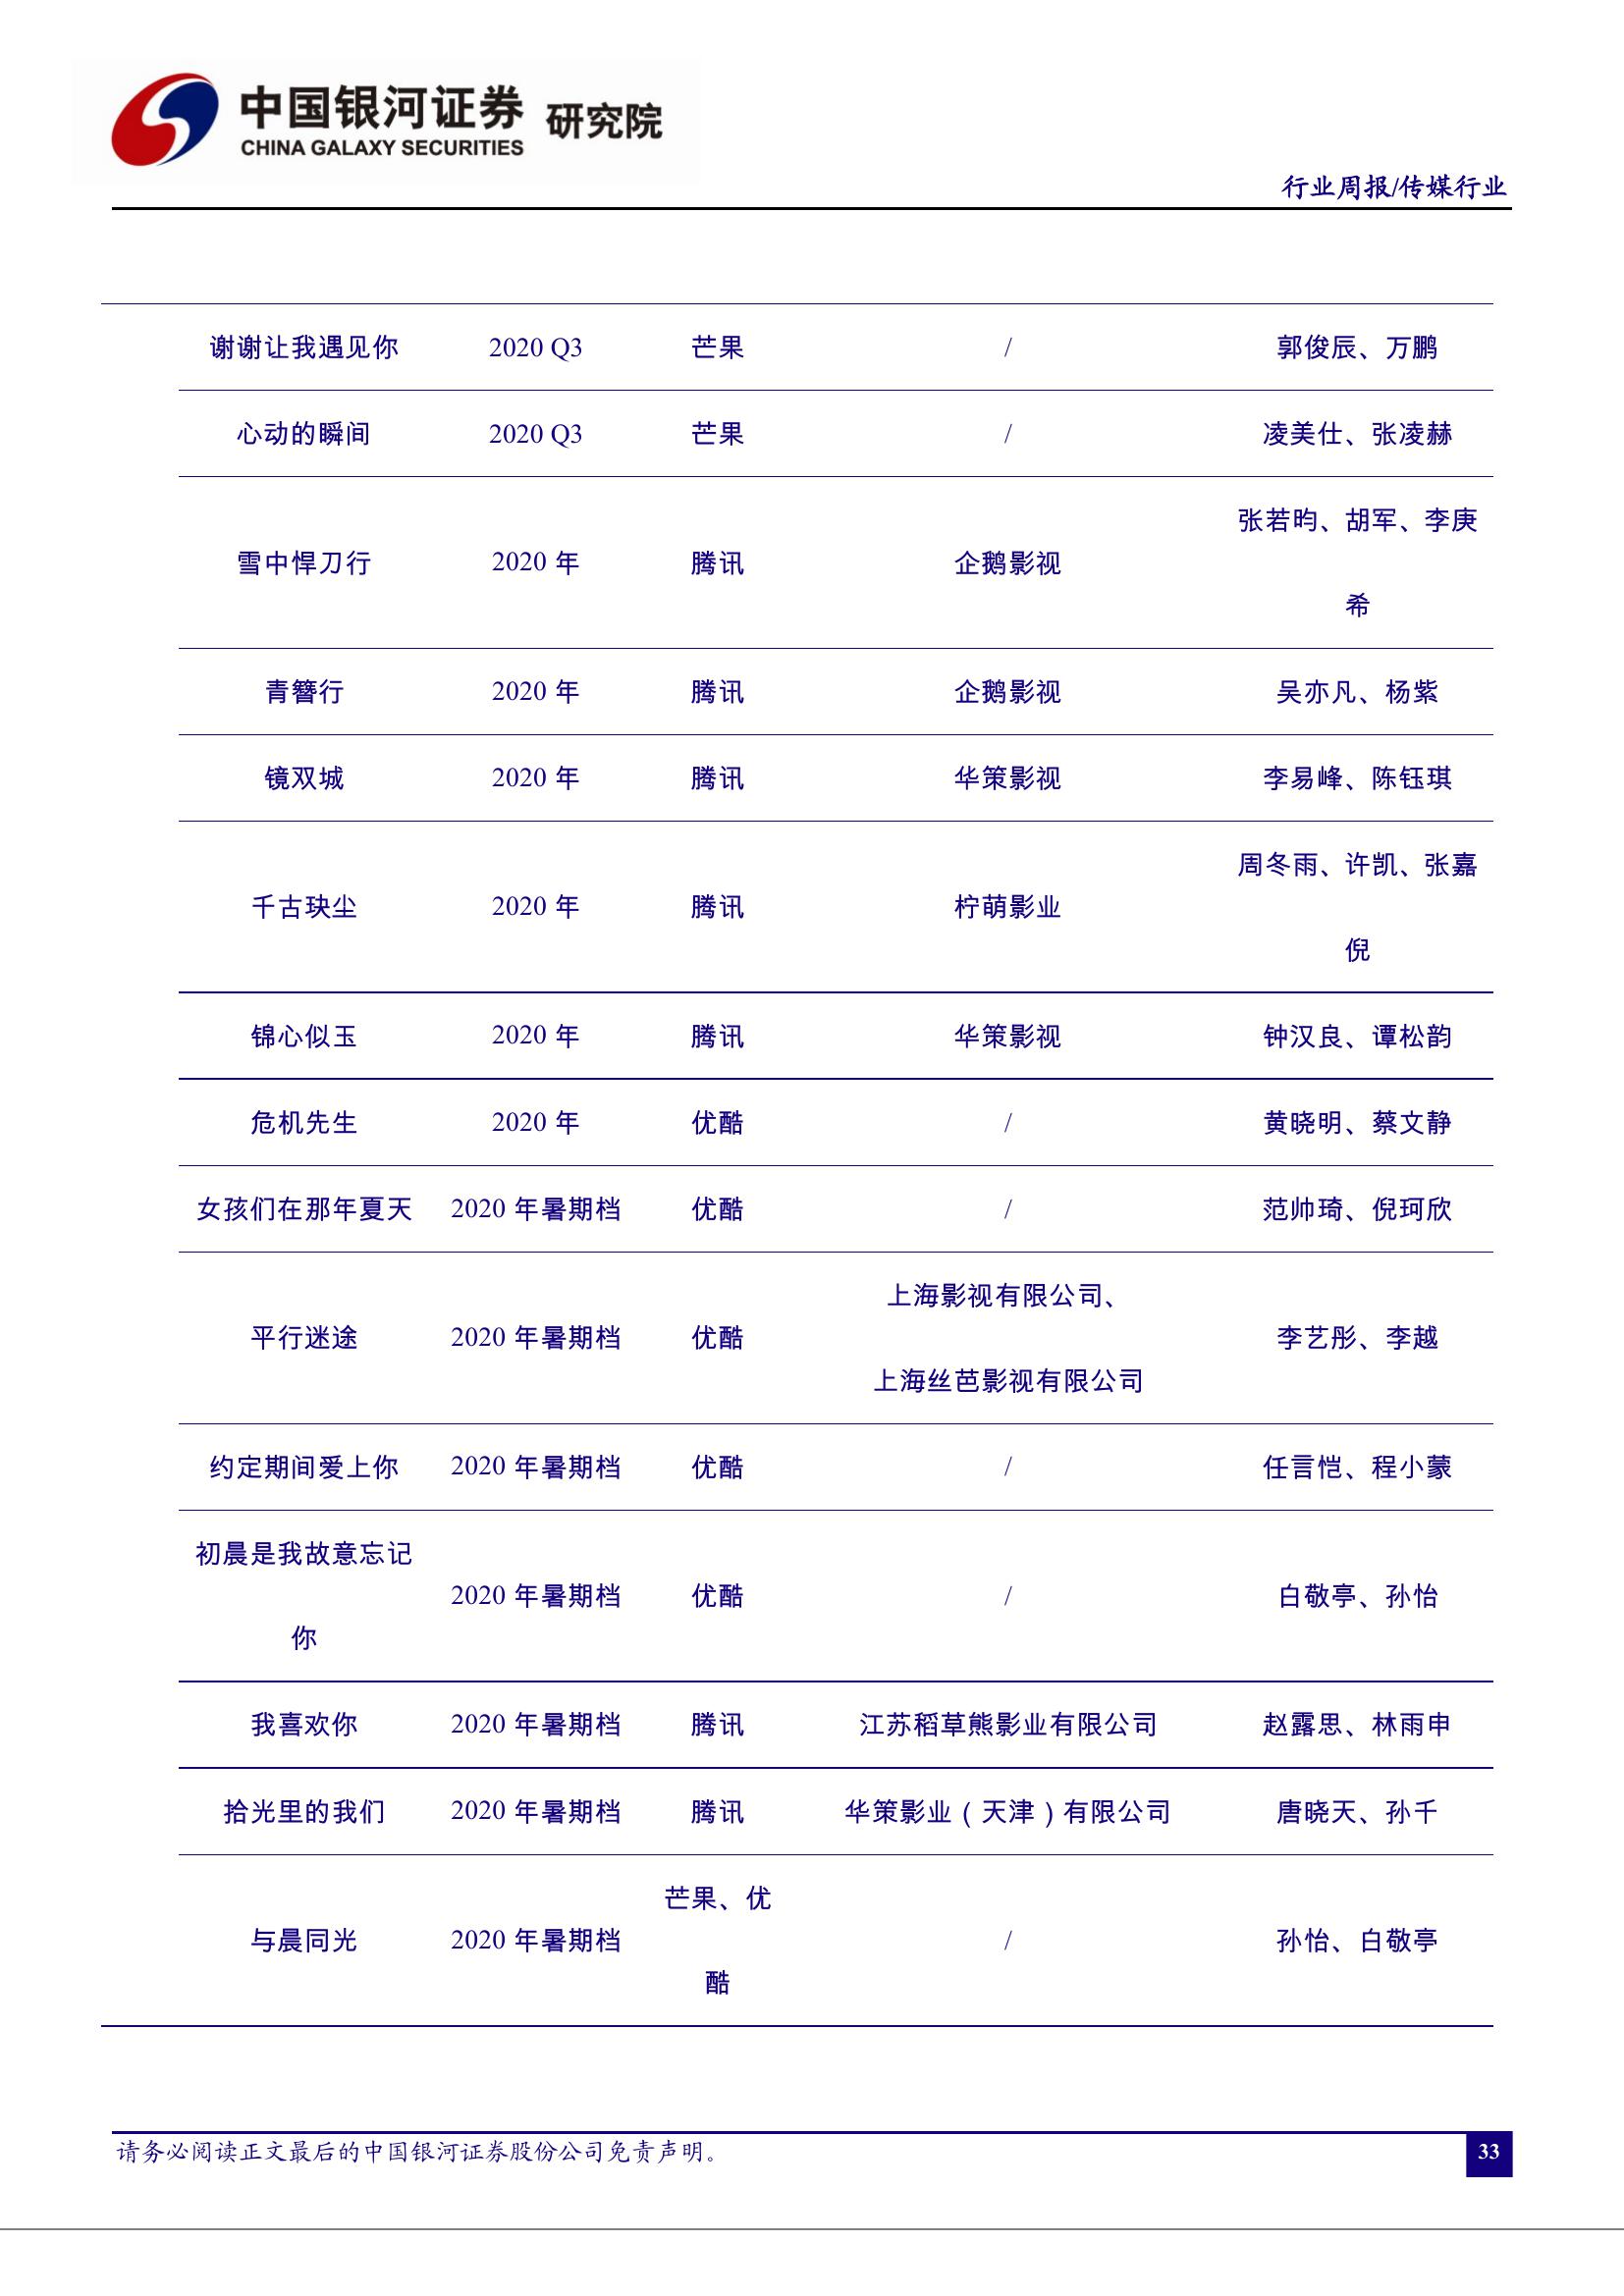 中国银河证券 研究院
CHINA GALAXY SECURITIES
行业周报/传媒行业
谢谢让我遇见你 2020 Q3 芒果 / 郭俊辰、万鹏
心动的瞬间 2020 Q3 芒果 / 凌美仕、张凌赫
张若昀、胡军、李庚
雪中悍刀行 2020 年 腾讯 企鹅影视
希
青簪行 2020 年 腾讯 企鹅影视 吴亦凡、杨紫
镜双城 2020 年 腾讯 华策影视 李易峰、陈钰琪
周冬雨、许凯、张嘉
千古玦尘 2020 年 腾讯 柠萌影业
倪
锦心似玉 2020 年 腾讯 华策影视 钟汉良、谭松韵
危机先生 2020 年 优酷 / 黄晓明、蔡文静
女孩们在那年夏天 2020 年暑期档 优酷 / 范帅琦、倪珂欣
上海影视有限公司、
平行迷途 2020 年暑期档 优酷 李艺彤、李越
上海丝芭影视有限公司
约定期间爱上你 2020 年暑期档 优酷 / 任言恺、程小蒙
初晨是我故意忘记
2020 年暑期档 优酷 / 白敬亭、孙怡
你
我喜欢你 2020 年暑期档 腾讯 江苏稻草熊影业有限公司 赵露思、林雨申
拾光里的我们 2020 年暑期档 腾讯 华策影业（天津）有限公司 唐晓天、孙千
芒果、优
与晨同光 2020 年暑期档 / 孙怡、白敬亭
酷
请务必阅读正文最后的中国银河证券股份公司免责声明。 33